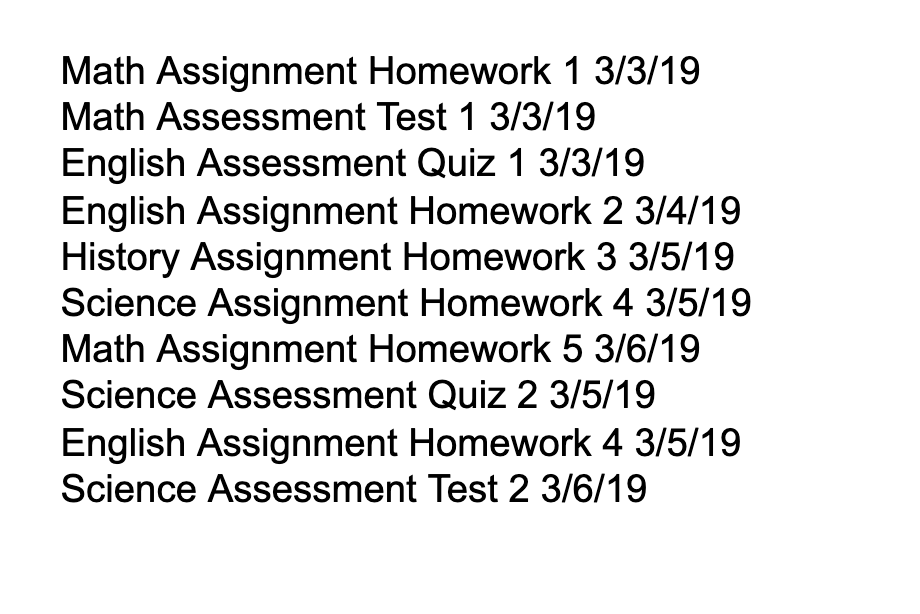 Math Assignment Homework 1 3/3/19
Math Assessment Test 1 3/3/19
English Assessment Quiz 1 3/3/19
English Assignment Homework 2 3/4/19
History Assignment Homework 3 3/5/19
Science Assignment Homework 4 3/5/19
Math Assignment Homework 5 3/6/19
Science Assessment Quiz 2 3/5/19
English Assignment Homework 4 3/5/19
Science Assessment Test 2 3/6/19